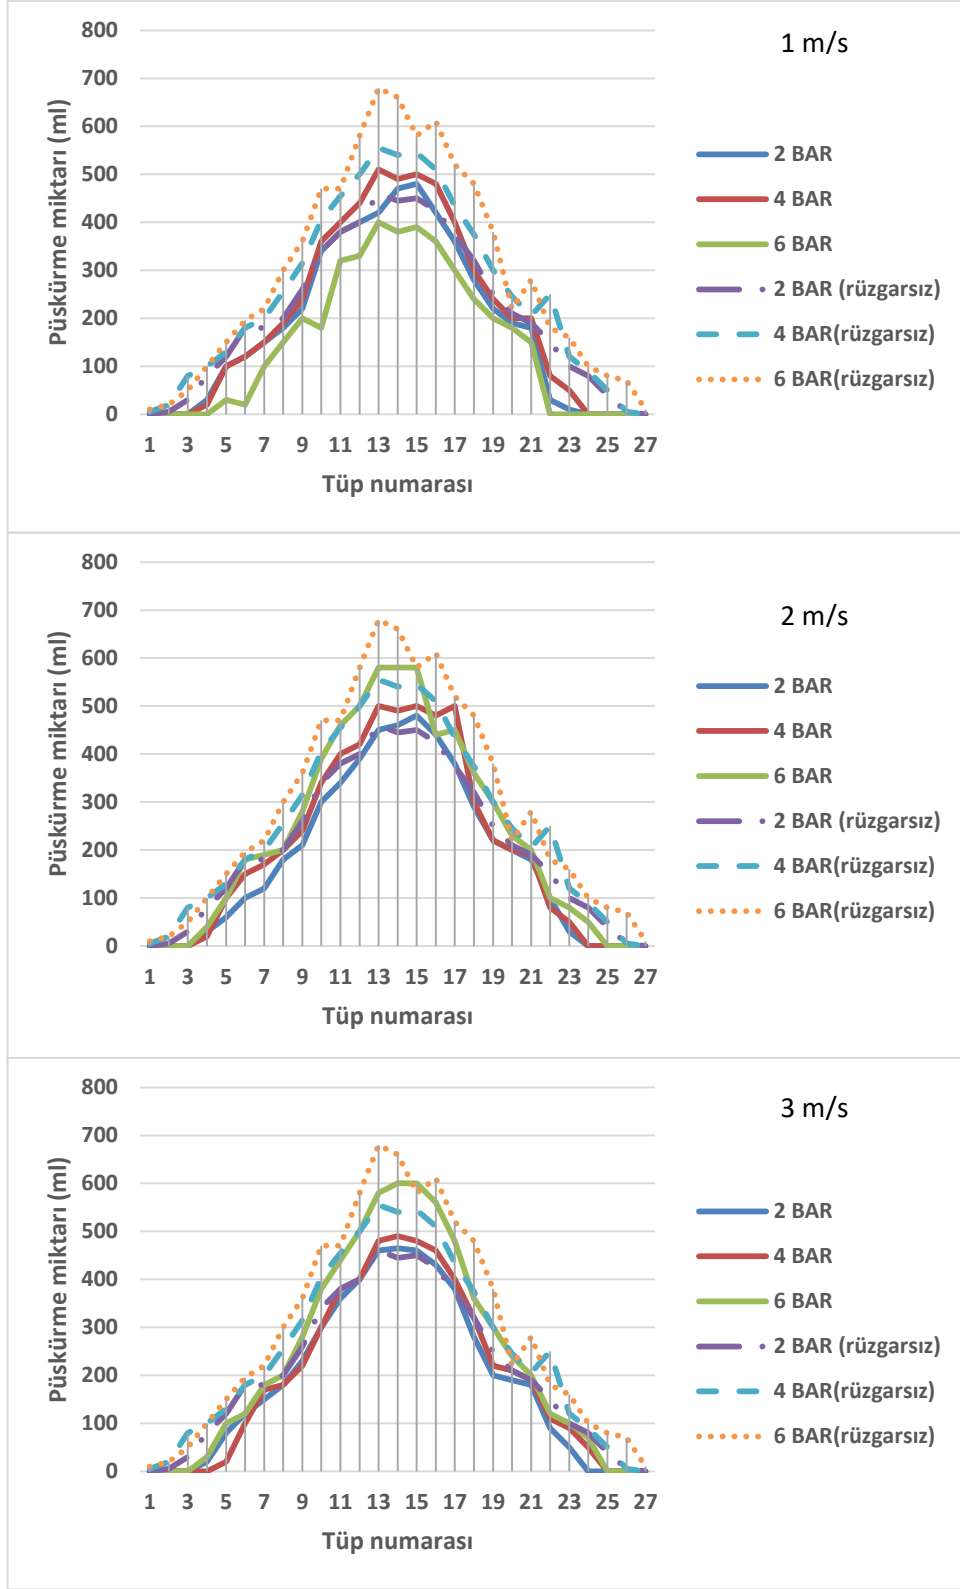 1 m/s
800
700
600
500
400
300
200
100
0
Püskürme miktarı (ml)
1 3 5 7 9 11 13 15 17 19 21 23 25 27
Tüp numarası
2 BAR
4 BAR
6 BAR
2 BAR (rüzgarsız)
4 BAR(rüzgarsız)
6 BAR(rüzgarsız)
2 m/s
800
700
600
500
400
300
200
100
0
Püskürme miktarı (ml)
1 3 5 7 9 11 13 15 17 19 21 23 25 27
Tüp numarası
2 BAR
4 BAR
6 BAR
2 BAR (rüzgarsız)
4 BAR(rüzgarsız)
6 BAR(rüzgarsız)
3 m/s
800
700
600
500
400
300
200
100
0
Püskürme miktarı (ml)
1 3 5 7 9 11 13 15 17 19 21 23 25 27
Tüp numarası
2 BAR
4 BAR
6 BAR
2 BAR (rüzgarsız)
4 BAR(rüzgarsız)
6 BAR(rüzgarsız)